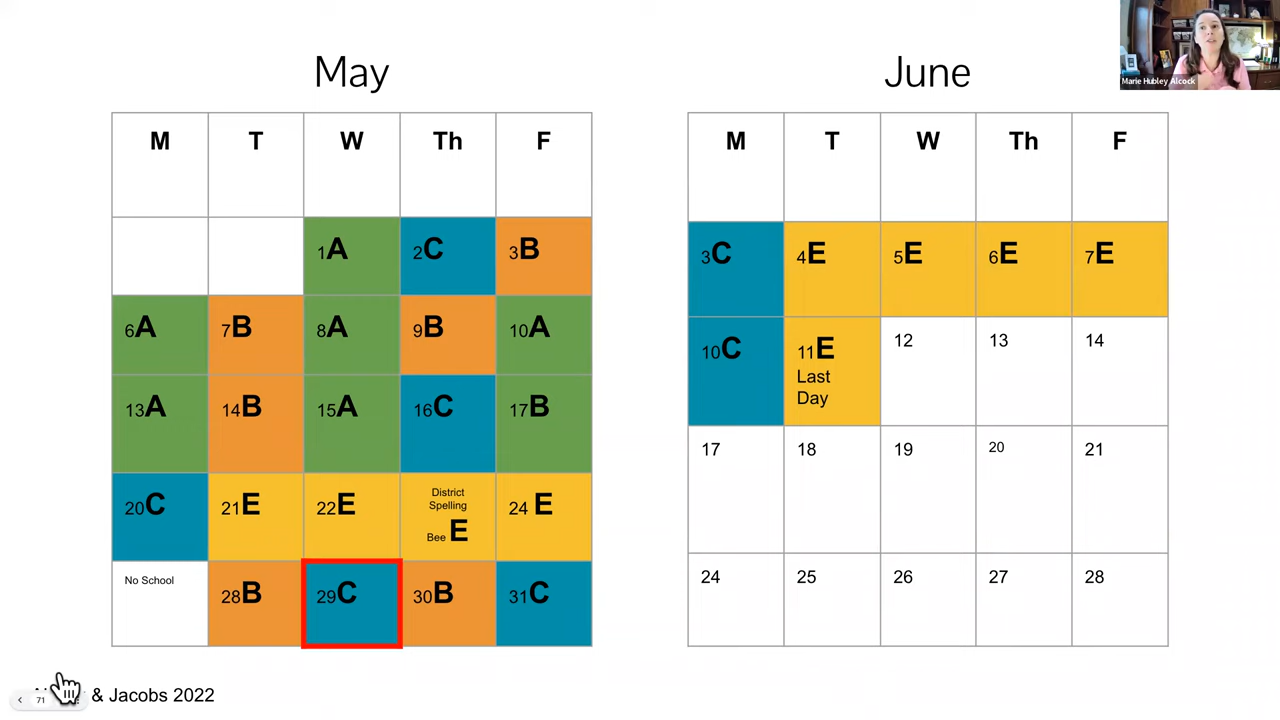 May
June
Marie Hubley Alcock
M T W Th F
1A 2C 3B
6A 7B 8A 9B 10A
13A 14B 15A 16C 17B
20C 21E 22E District
Spelling
Bee E 24 E
No School 28B 29C 30B 31C
M T W Th F
3C 4E 5E 6E 7E
10C 11E 12 13 14
Last
Day
17 18 19 20 21
24 25 26 27 28
& Jacobs 2022
71